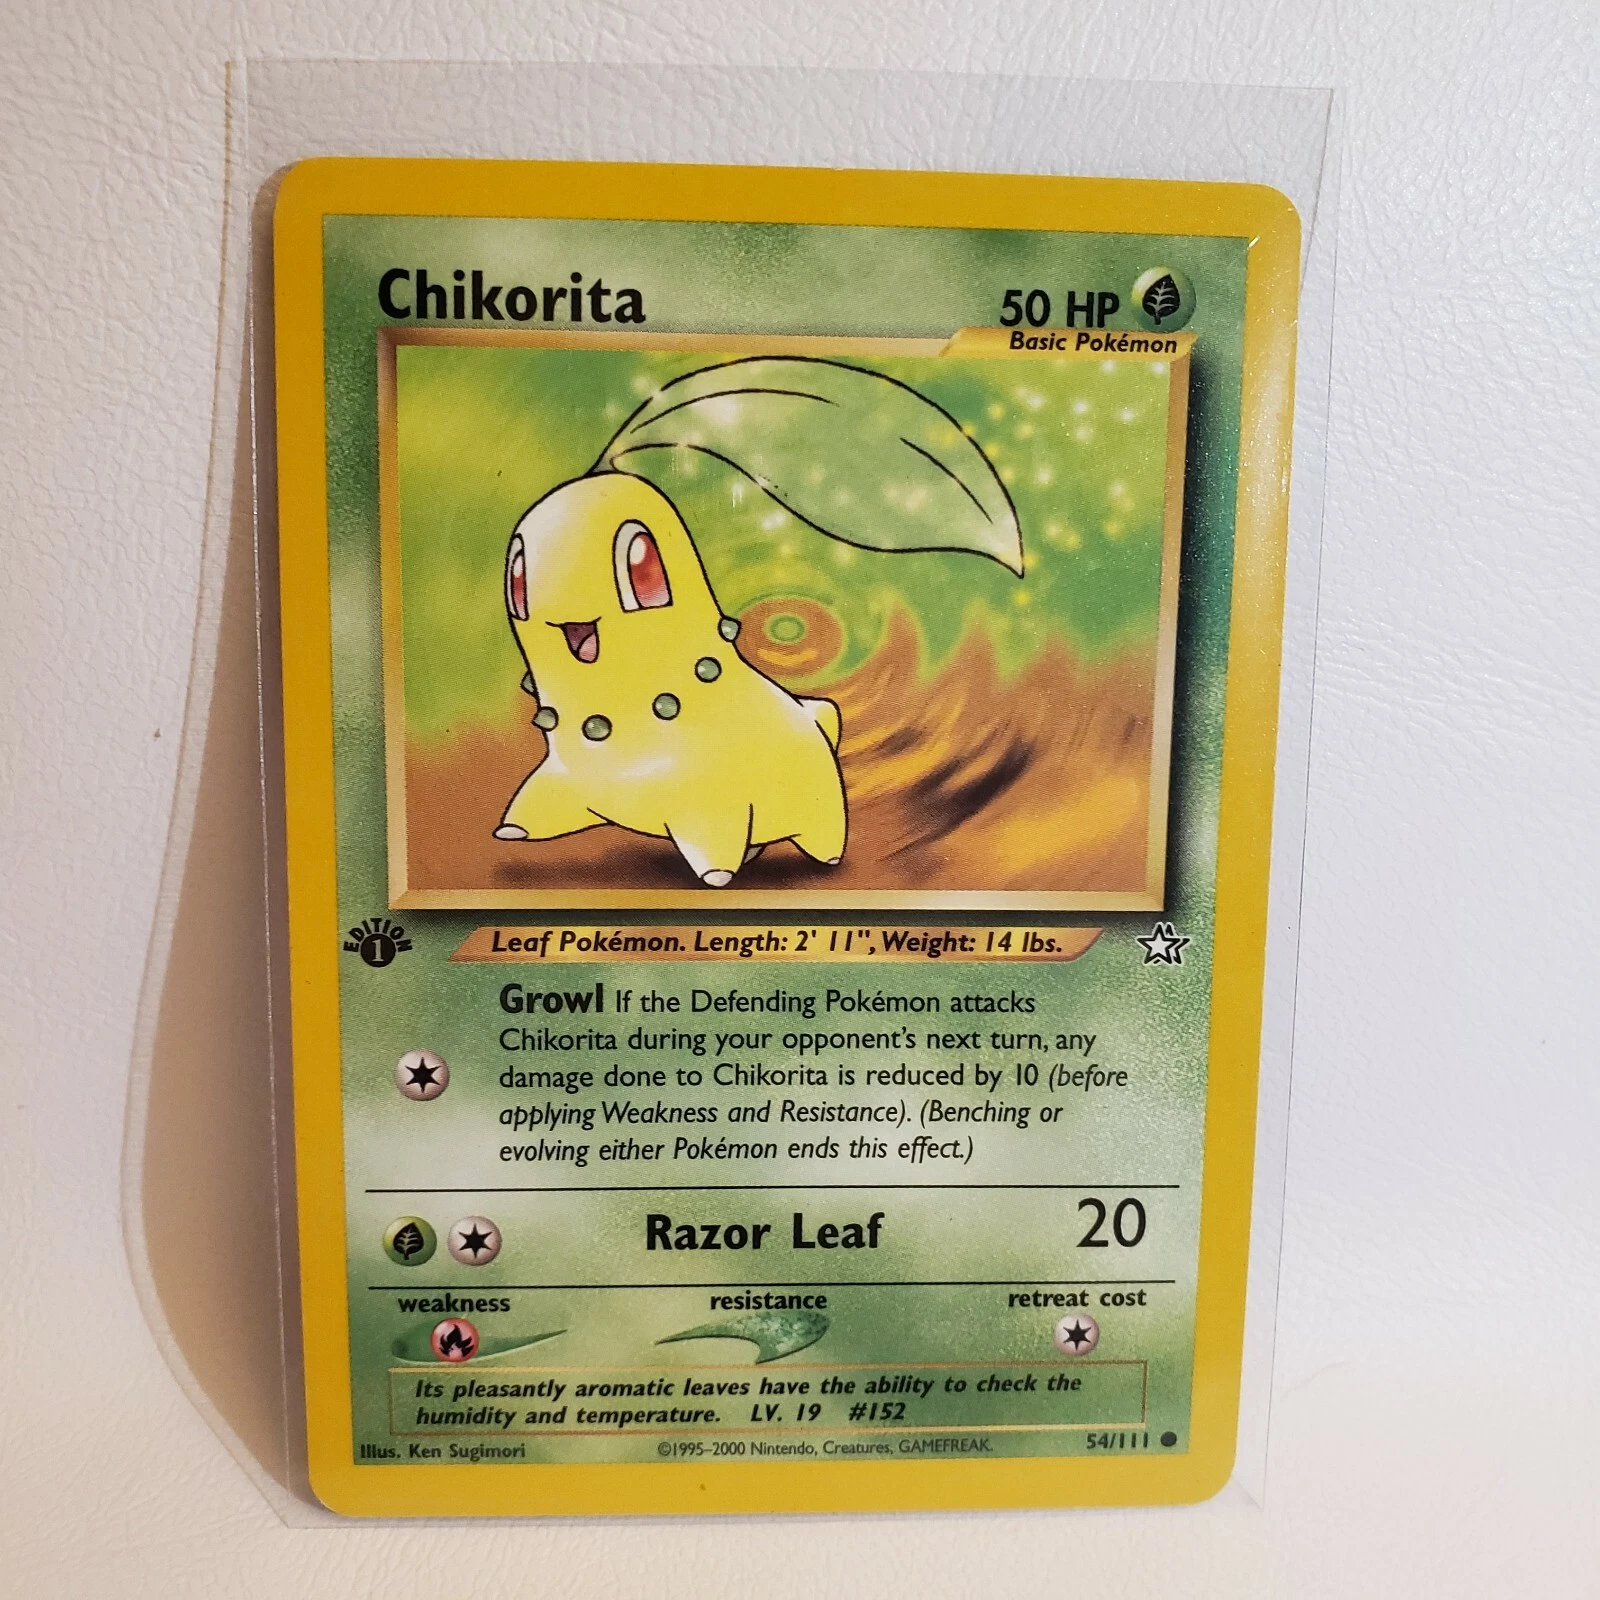 Chikorita
50 HP
Basic Pokémon
EDITION
1
Leaf Pokémon. Length: 2' 11", Weight: 14 lbs.
Growl If the Defending Pokémon attacks
Chikorita during your opponent's next turn, any
damage done to Chikorita is reduced by 10 (before
applying Weakness and Resistance). (Benching or
evolving either Pokémon ends this effect.)
Razor Leaf 20
weakness resistance retreat cost
Its pleasantly aromatic leaves have the ability to check the
humidity and temperature. LV. 19 #152
Illus. Ken Sugimori ©1995–2000 Nintendo, Creatures, GAMEFREAK. 54/111